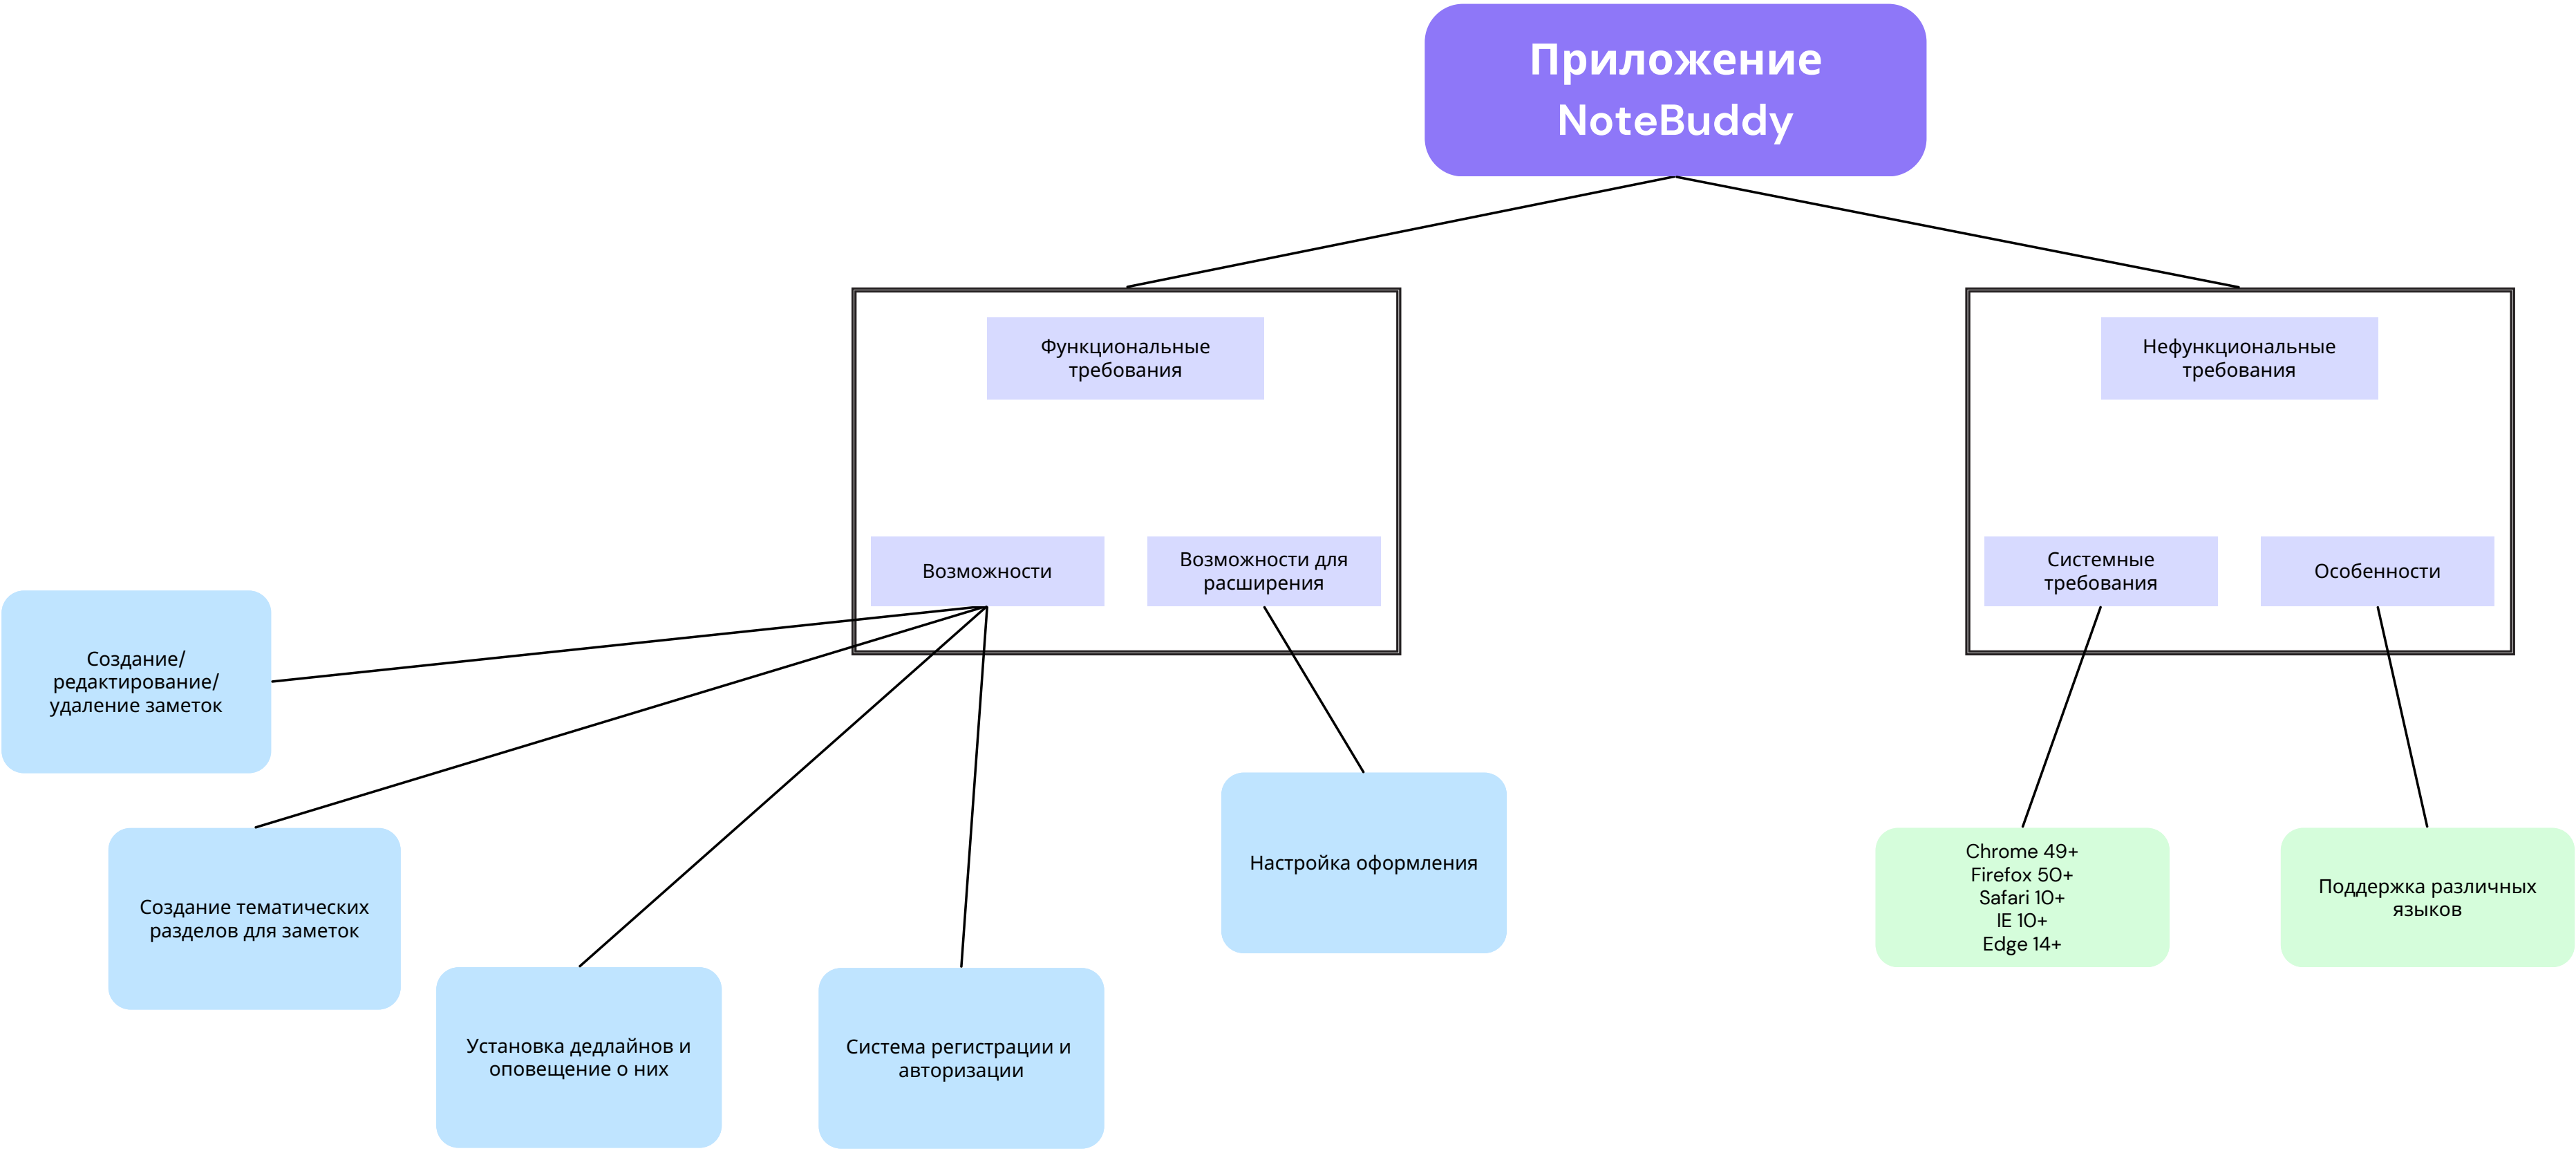 Приложение
NoteBuddy
Функциональные
требования
Нефункциональные
требования
Возможности
Возможности для
расширения
Системные
требования
Особенности
Создание/
редактирование/
удаление заметок
Создание тематических
разделов для заметок
Установка дедлайнов и
оповещение о них
Система регистрации и
авторизации
Настройка оформления
Chrome 49+
Firefox 50+
Safari 10+
IE 10+
Edge 14+
Поддержка различных
языков